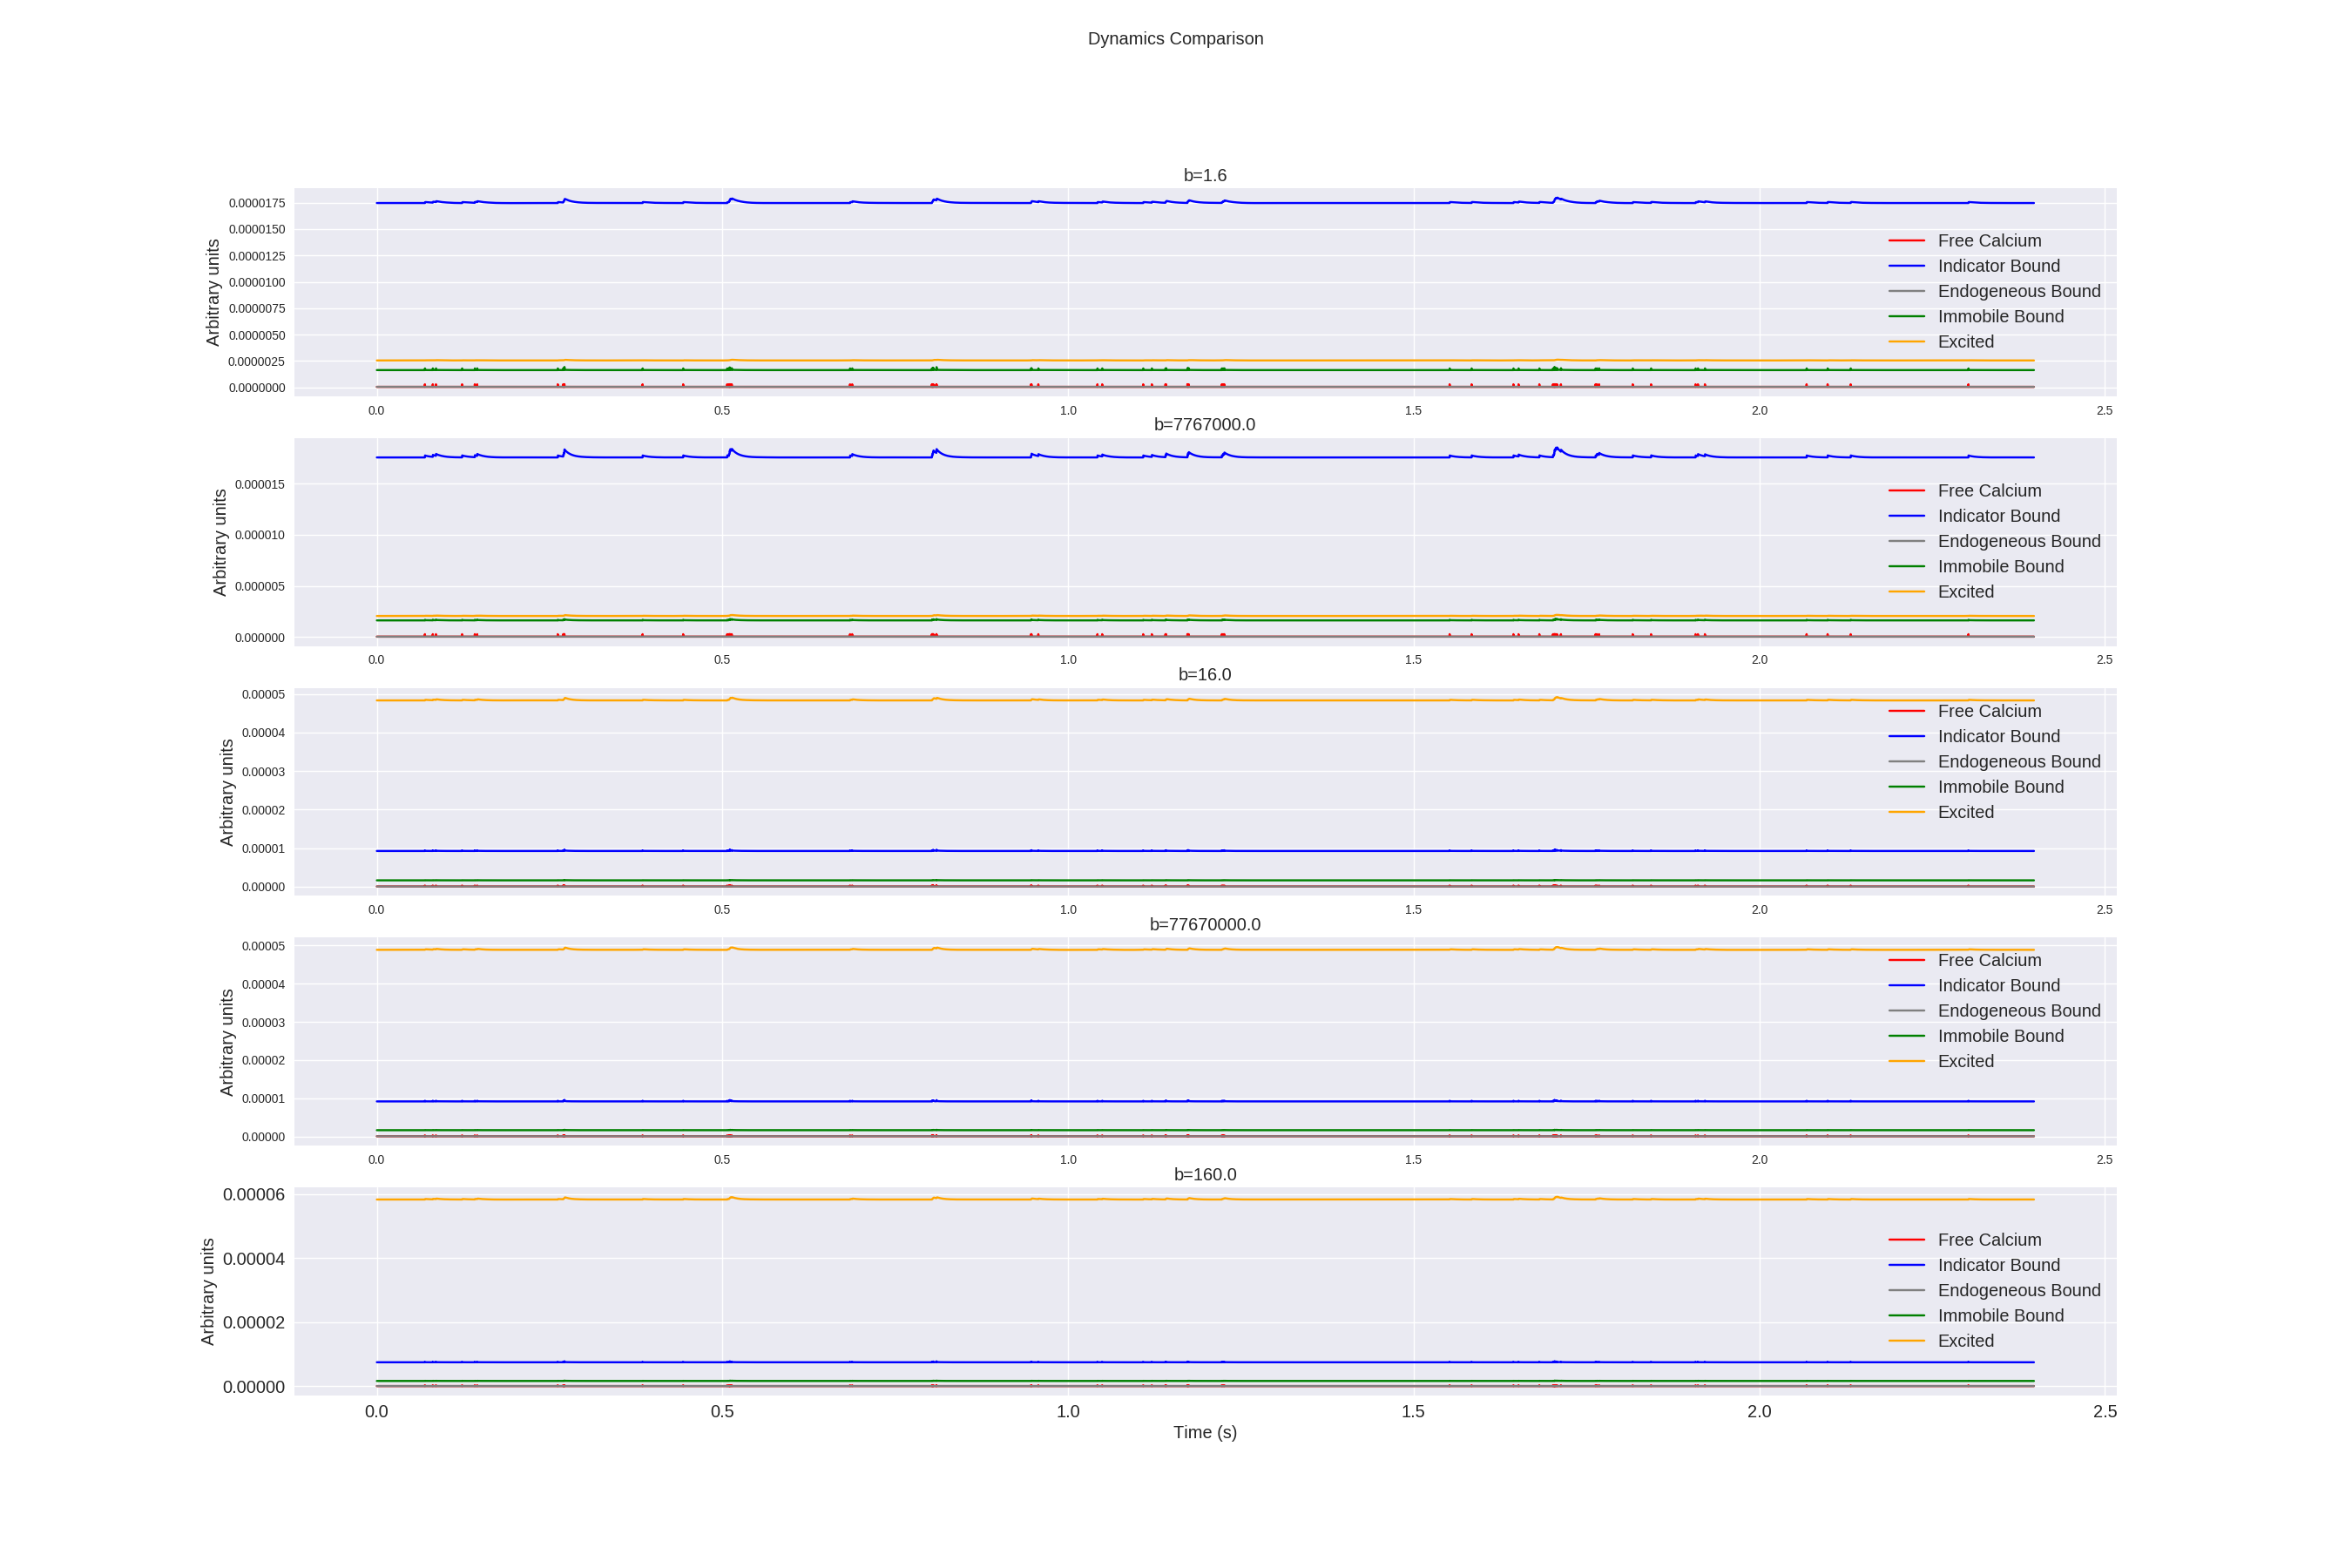 Dynamics Comparison
b=1.6
Arbitrary units
0.0000175
0.0000150
0.0000125
0.0000100
0.0000075
0.0000050
0.0000025
0.0000000
Free Calcium
Indicator Bound
Endogeneous Bound
Immobile Bound
Excited
0.0 0.5 1.0 1.5 2.0 2.5
b=7767000.0
Arbitrary units
0.000015
0.000010
0.000005
0.000000
Free Calcium
Indicator Bound
Endogeneous Bound
Immobile Bound
Excited
0.0 0.5 1.0 1.5 2.0 2.5
b=16.0
Arbitrary units
0.00005
0.00004
0.00003
0.00002
0.00001
0.00000
Free Calcium
Indicator Bound
Endogeneous Bound
Immobile Bound
Excited
0.0 0.5 1.0 1.5 2.0 2.5
b=77670000.0
Arbitrary units
0.00005
0.00004
0.00003
0.00002
0.00001
0.00000
Free Calcium
Indicator Bound
Endogeneous Bound
Immobile Bound
Excited
0.0 0.5 1.0 1.5 2.0 2.5
b=160.0
Arbitrary units
0.00006
0.00004
0.00002
0.00000
Free Calcium
Indicator Bound
Endogeneous Bound
Immobile Bound
Excited
0.0 0.5 1.0 1.5 2.0 2.5
Time (s)